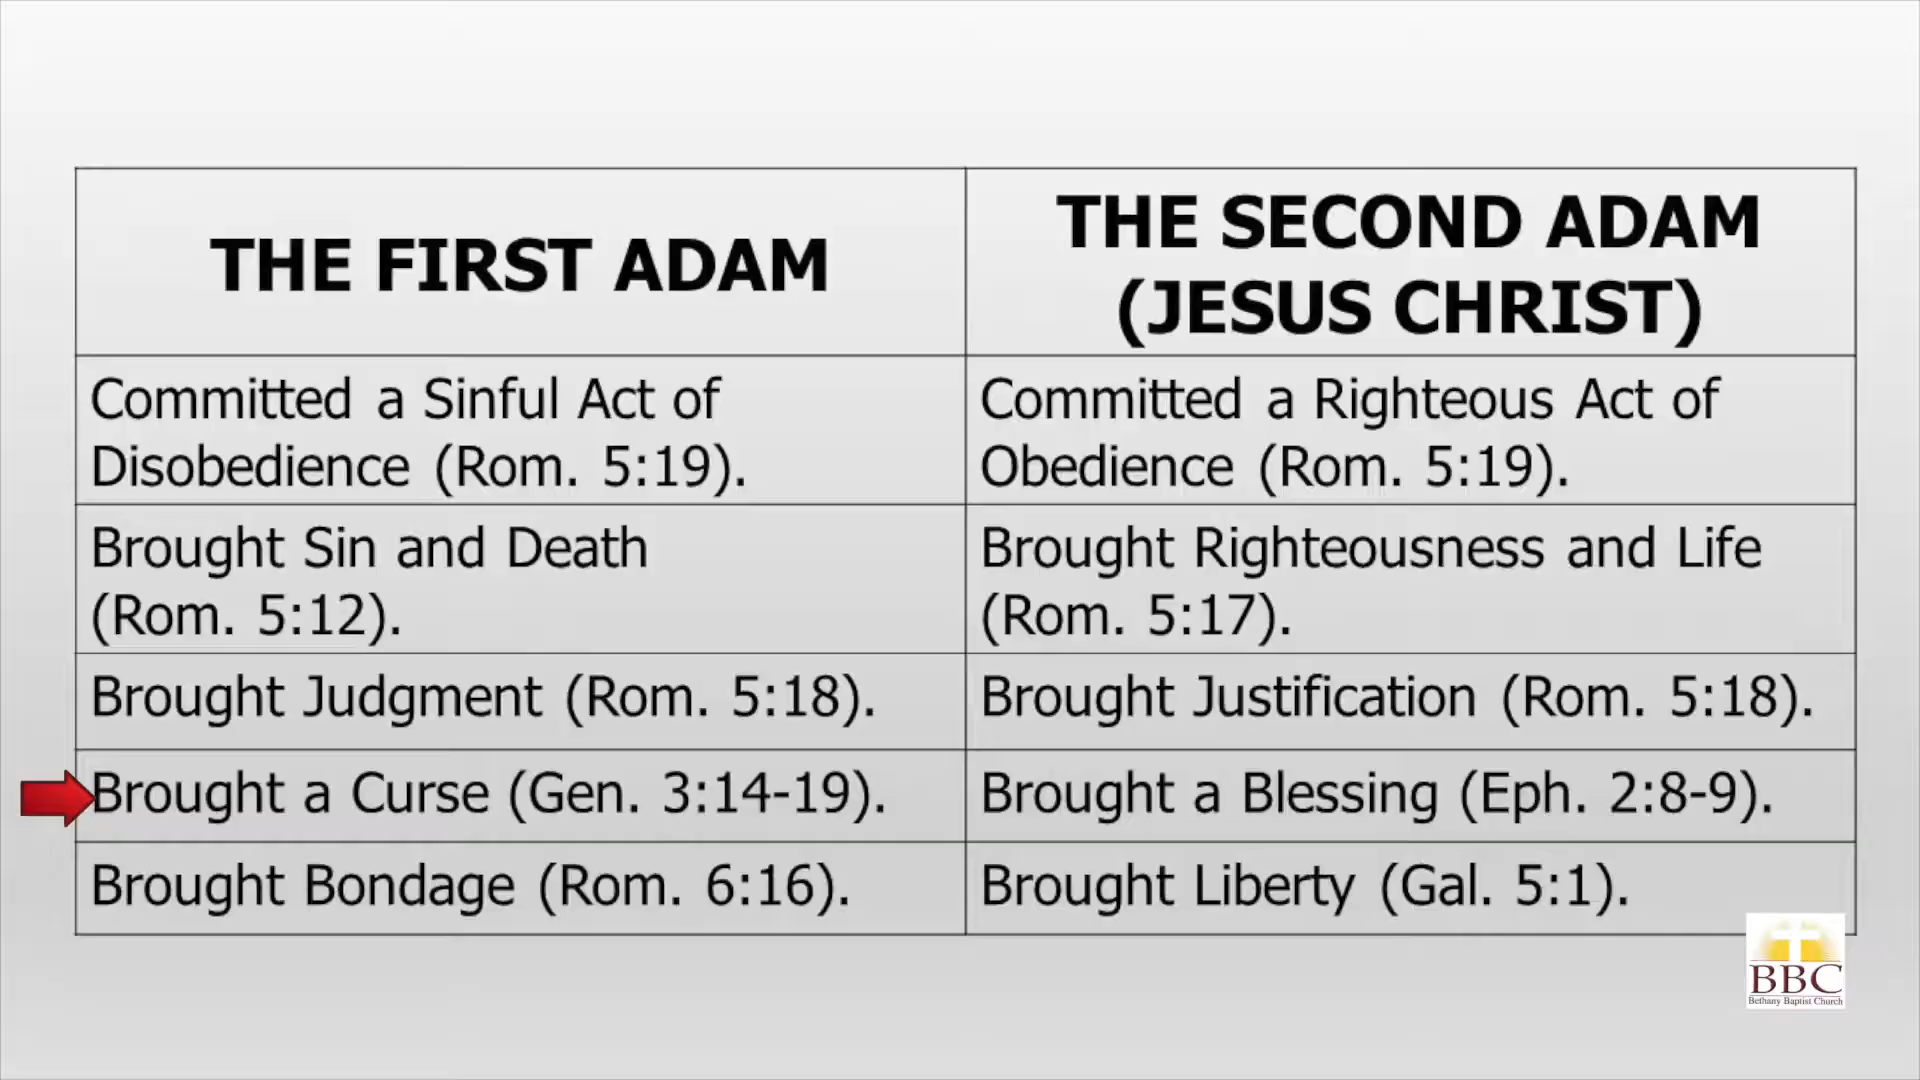 THE FIRST ADAM
THE SECOND ADAM
(JESUS CHRIST)
Committed a Sinful Act of
Disobedience (Rom. 5:19).
Committed a Righteous Act of
Obedience (Rom. 5:19).
Brought Sin and Death
(Rom. 5:12).
Brought Righteousness and Life
(Rom. 5:17).
Brought Judgment (Rom. 5:18).
Brought Justification (Rom. 5:18).
Brought a Curse (Gen. 3:14-19).
Brought a Blessing (Eph. 2:8-9).
Brought Bondage (Rom. 6:16).
Brought Liberty (Gal. 5:1).
BBC
Bethany Baptist Church